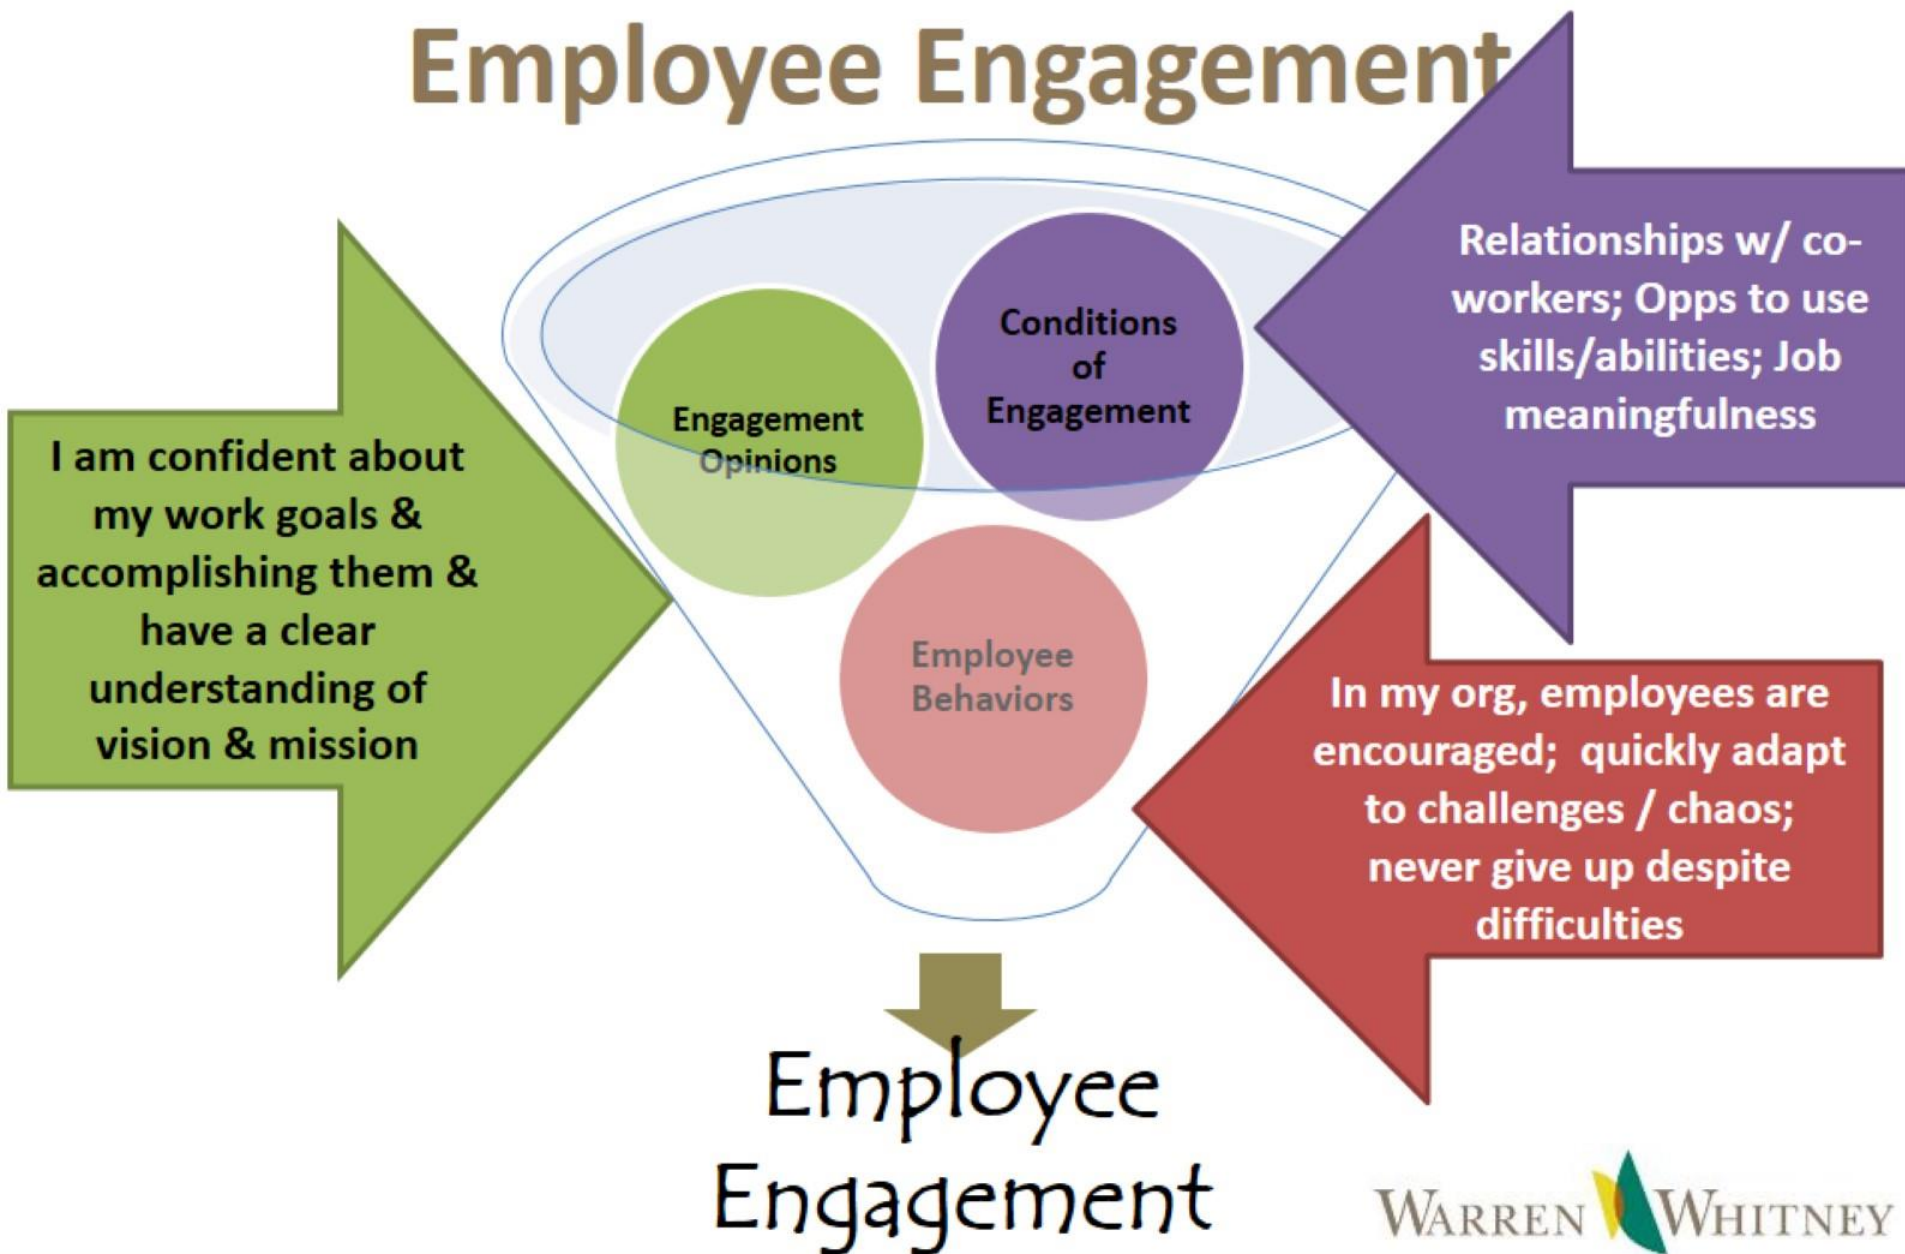 Employee Engagement
I am confident about
my work goals &
accomplishing them &
have a clear
understanding of
vision & mission
Engagement
Opinions
Conditions
of
Engagement
Employee
Behaviors
Relationships w/ co-
workers; Opps to use
skills/abilities; Job
meaningfulness
In my org, employees are
encouraged;  quickly adapt
to challenges / chaos;
never give up despite
difficulties
Employee
Engagement
WARREN WHITNEY